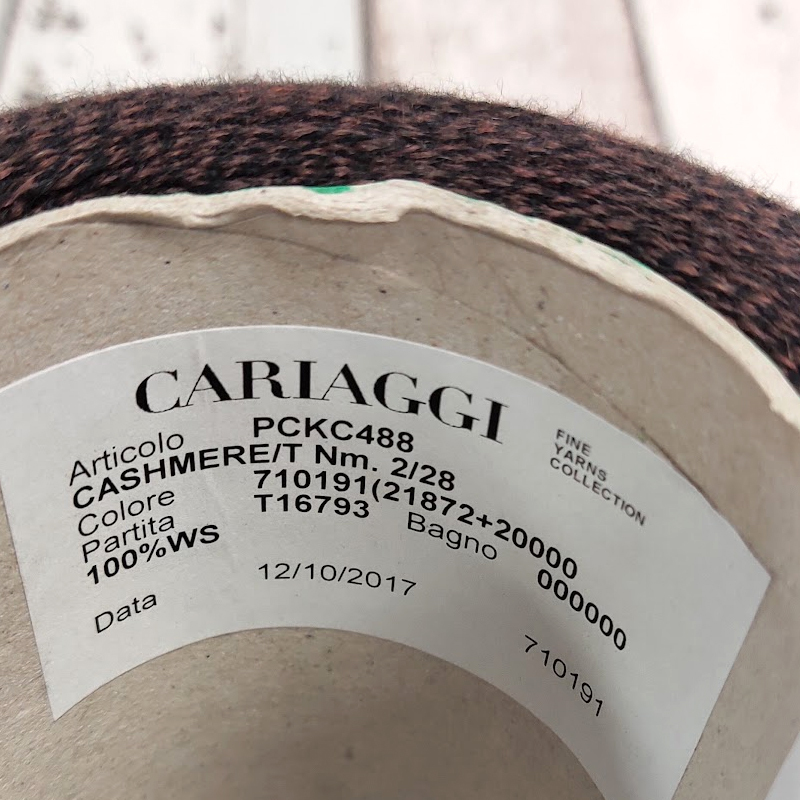 CARIAGGI
FINE
YARNS
COLLECTION
Articolo PCKC488
CASHMERE/T Nm. 2/28
Colore 710191(21872+20000
Partita T16793 Bagno 000000
100%WS
Data 12/10/2017
710191